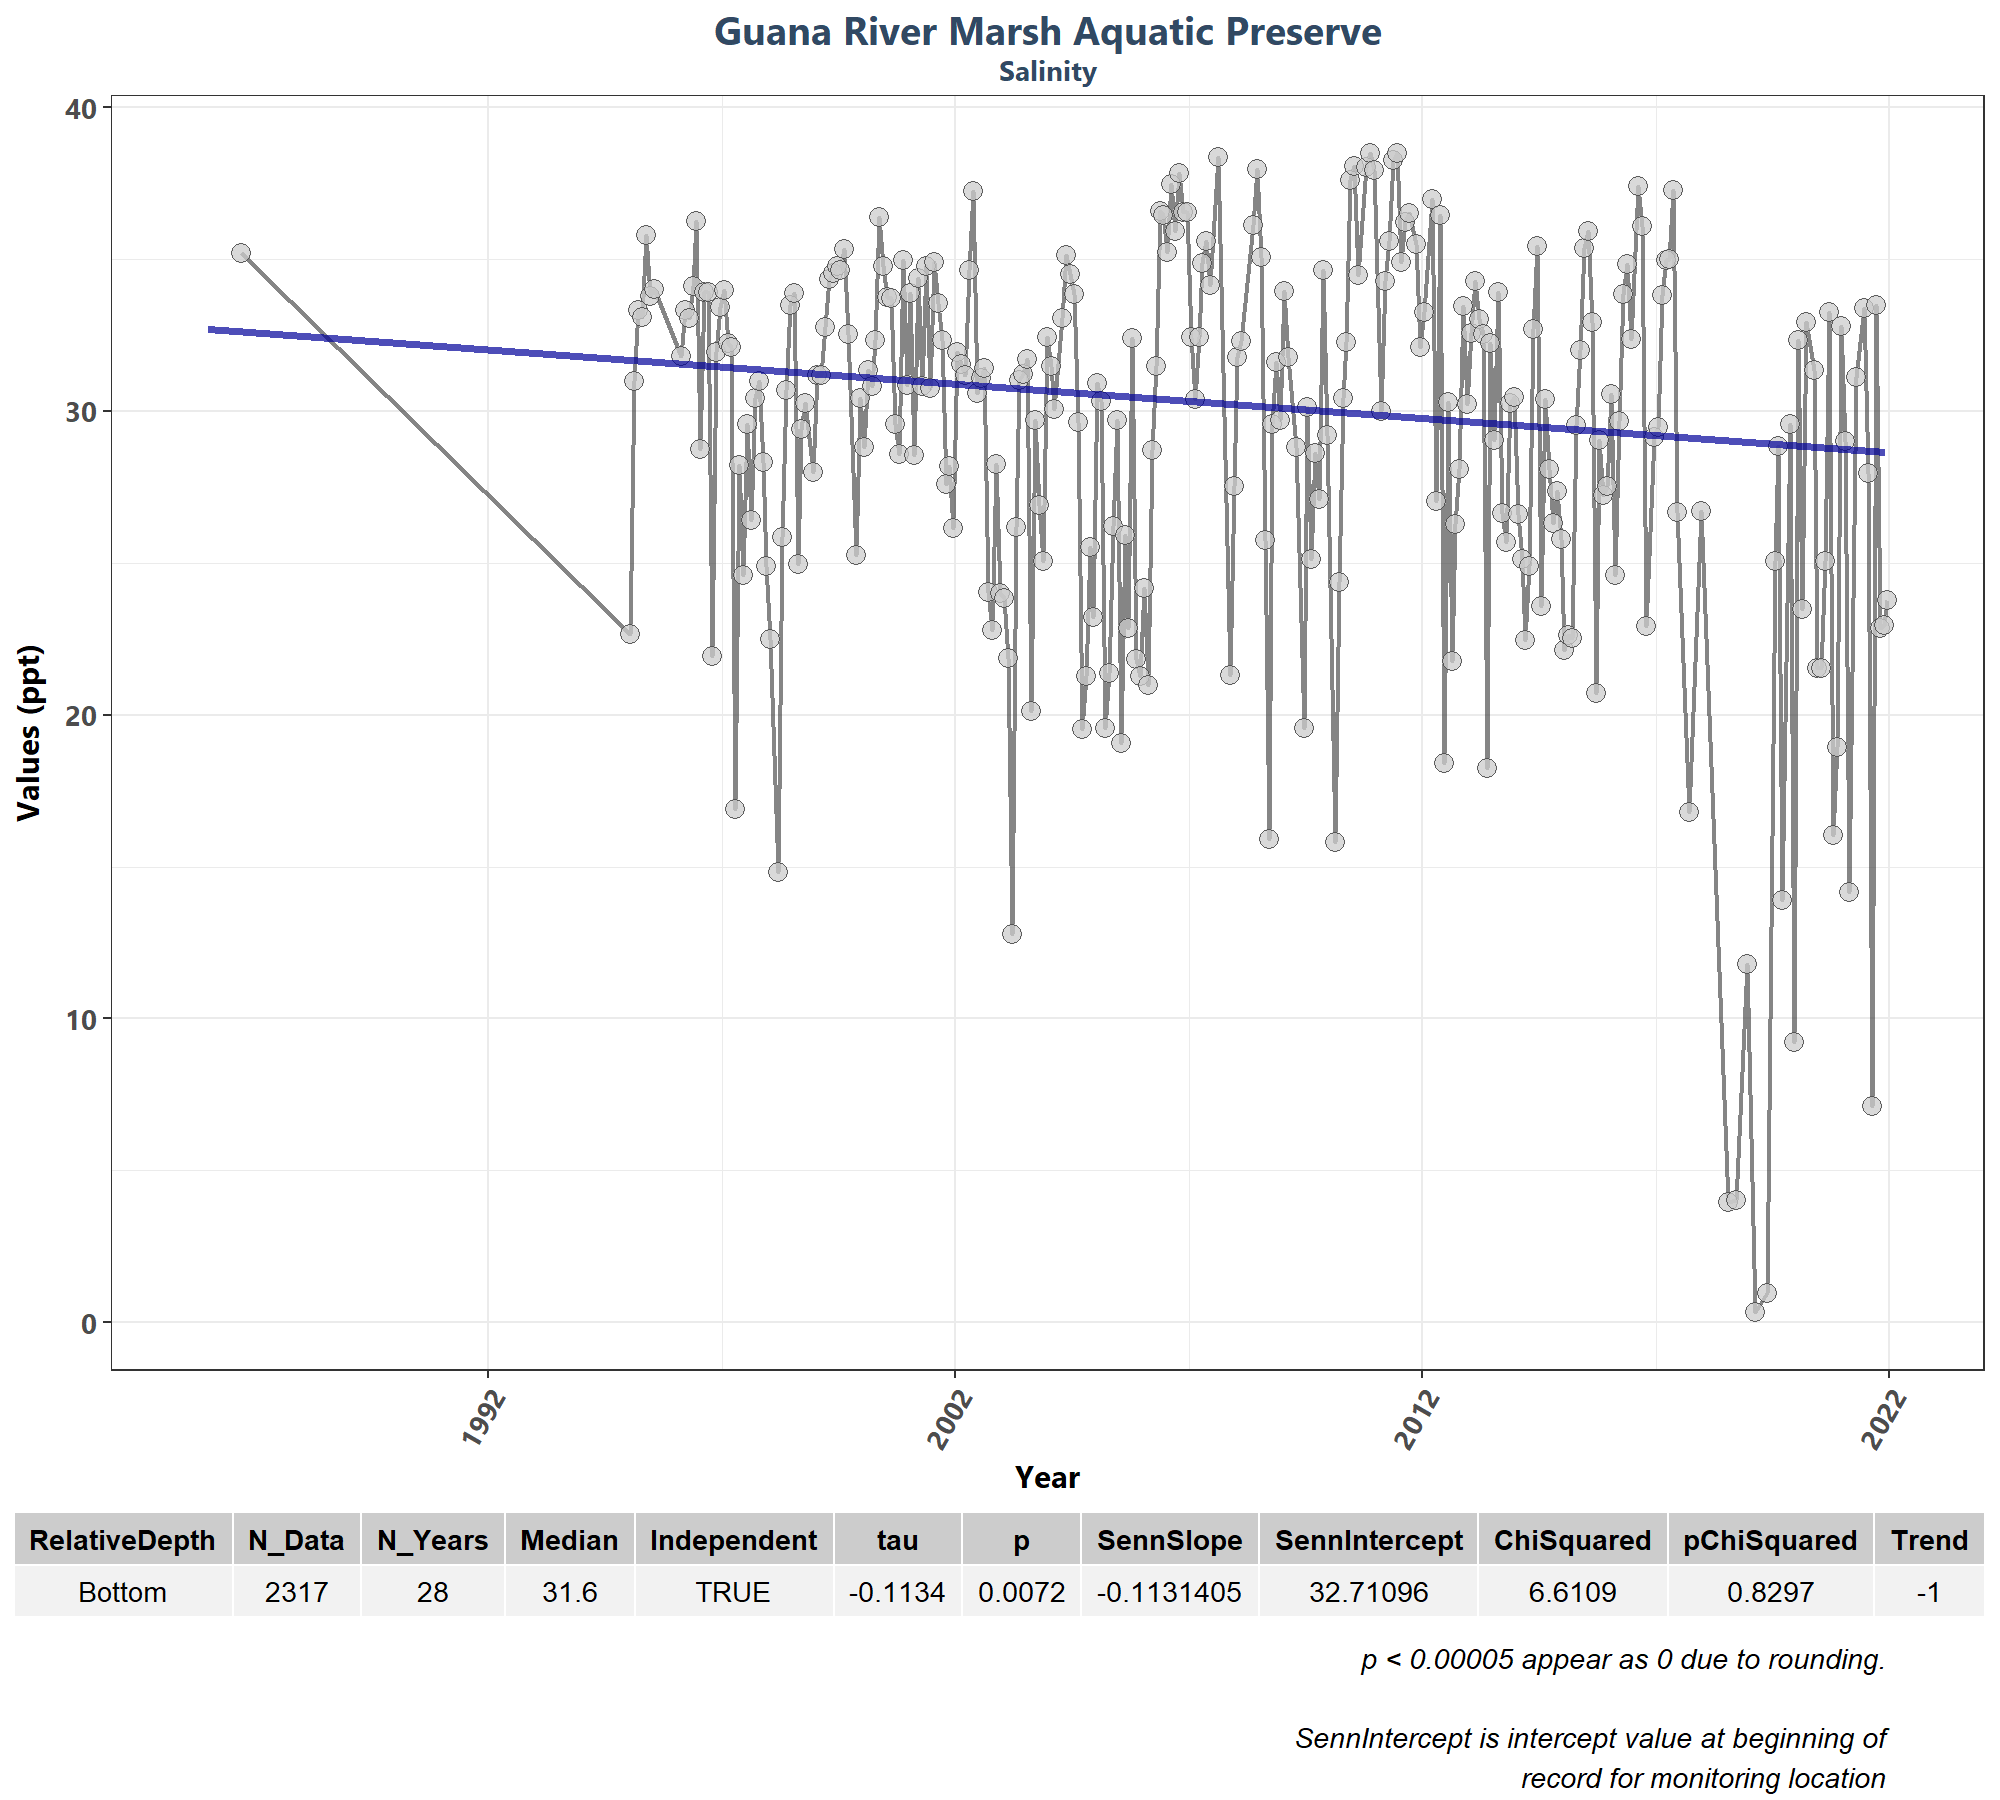 Guana River Marsh Aquatic Preserve
Salinity
40
30
20
10
0
Values (ppt)
1992
2002
2012
2022
Year
RelativeDepth N_Data N_Years Median Independent tau p SennSlope SennIntercept ChiSquared pChiSquared Trend
Bottom 2317 28 31.6 TRUE -0.1134 0.0072 -0.1131405 32.71096 6.6109 0.8297 -1
p < 0.00005 appear as 0 due to rounding.
SennIntercept is intercept value at beginning of
record for monitoring location